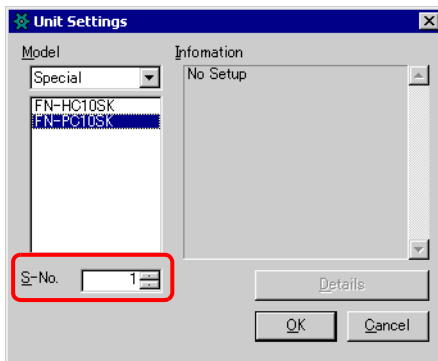 Unit Settings
Model
Infomation
Special
No Setup
FN-HC10SK
FN-PC10SK
S-No.
1
Details
OK
Cancel